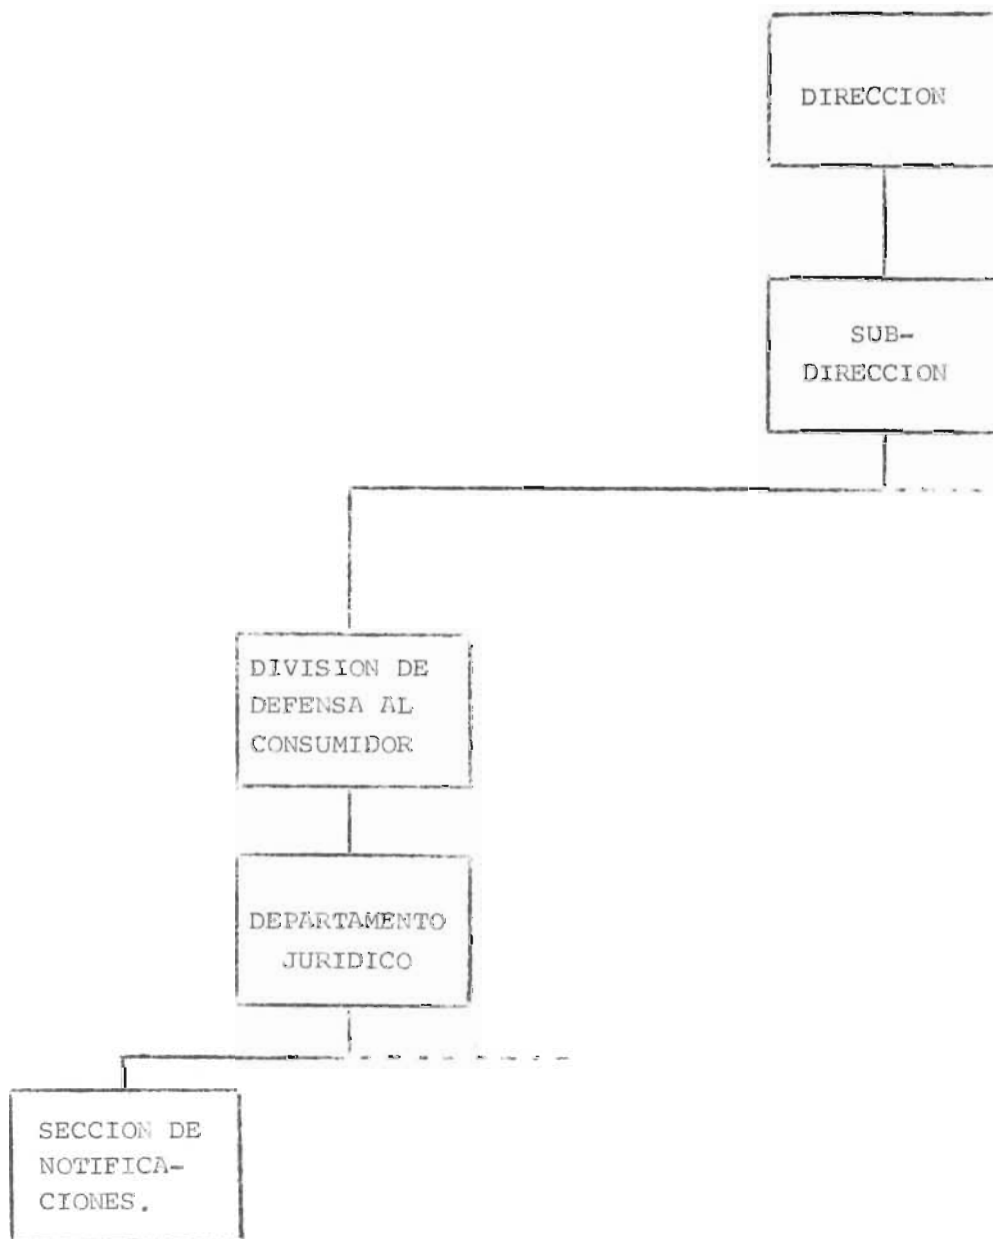 DIRECCION
SUB-
DIRECCION
DIVISION DE
DEFENSA AL
CONSUMIDOR
DEPARTAMENTO
JURIDICO
SECCION DE
NOTIFICA-
CIONES.